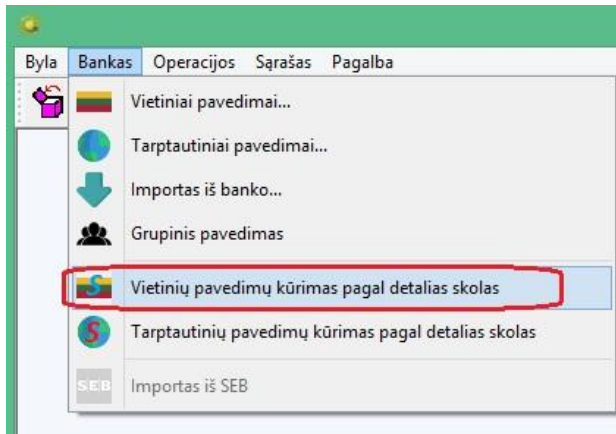 Byla Bankas Operacijos Sąrašas Pagalba
Vietiniai pavedimai...
Tarptautiniai pavedimai...
Importas iš banko...
Grupinis pavedimas
S Vietinių pavedimų kūrimas pagal detalias skolas
S Tarptautinių pavedimų kūrimas pagal detalias skolas
SEB Importas iš SEB